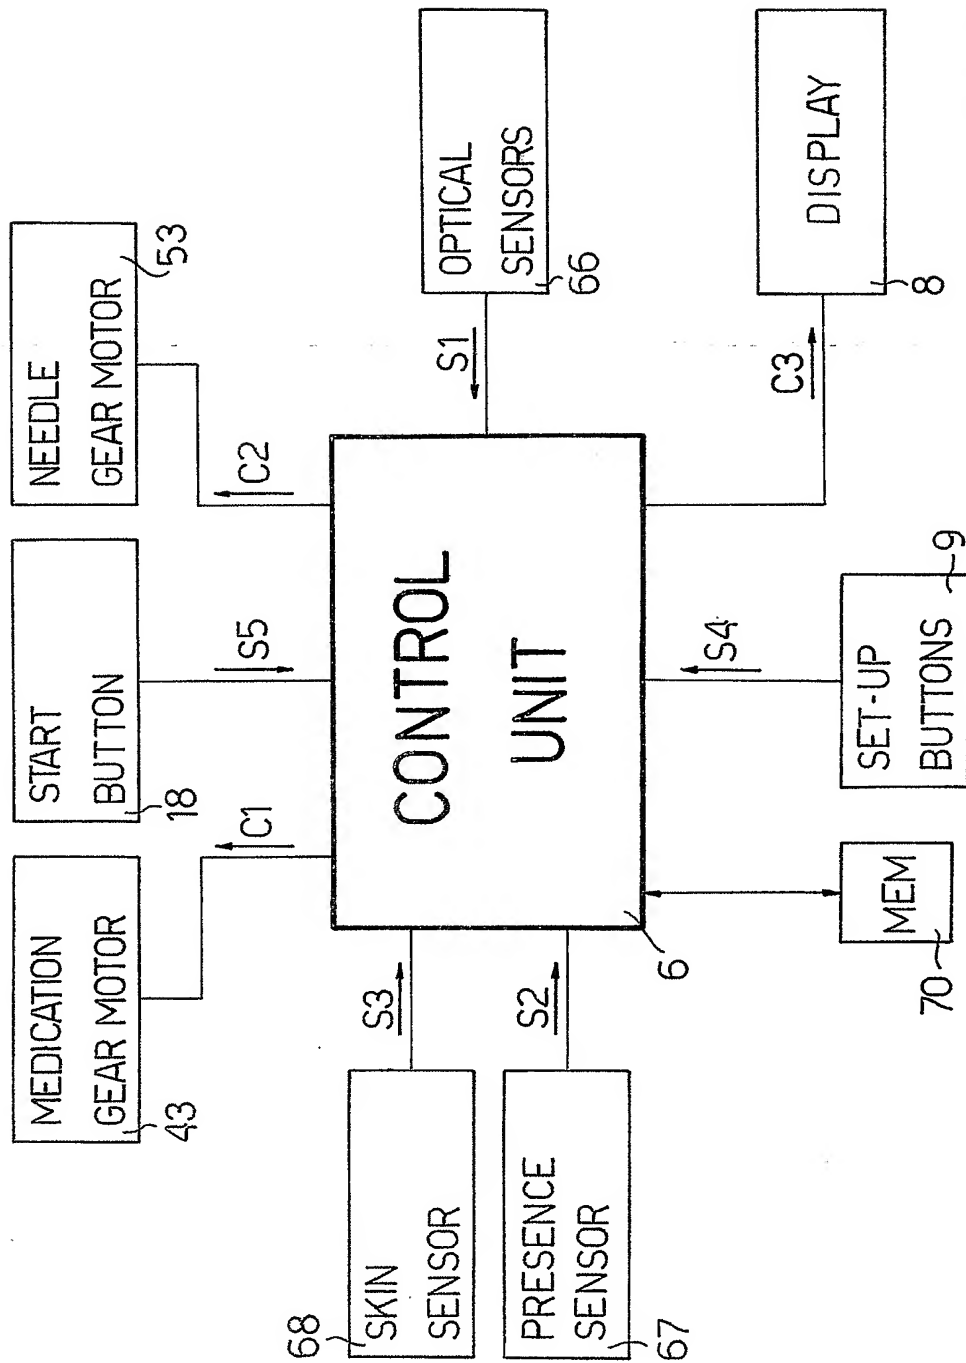 MEDICATION
GEAR MOTOR
43
START
BUTTON
18
NEEDLE
GEAR MOTOR
53
C1
S5
C2
SKIN
SENSOR
68
S3
PRESENCE
SENSOR
67
S2
CONTROL
UNIT
6
S1
OPTICAL
SENSORS
66
MEM
70
S4
SET-UP
BUTTONS
9
C3
DISPLAY
8